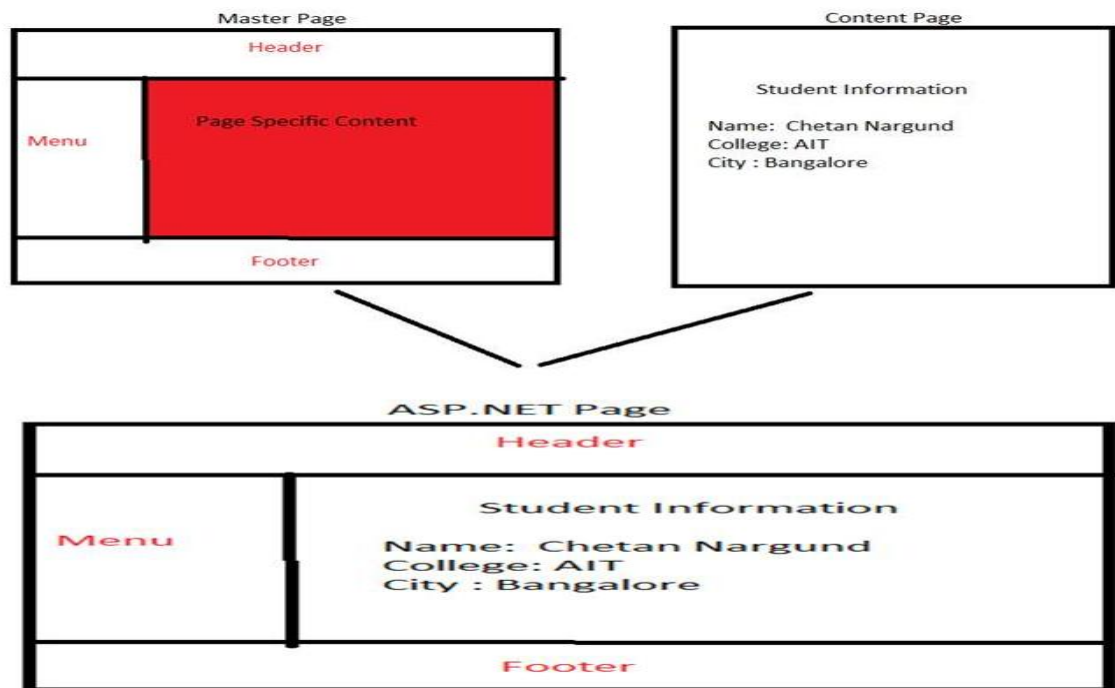 Master Page
Header
Menu
Page Specific Content
Footer
Content Page
Student Information
Name: Chetan Nargund
College: AIT
City : Bangalore
ASP.NET Page
Header
Menu
Student Information
Name: Chetan Nargund
College: AIT
City : Bangalore
Footer